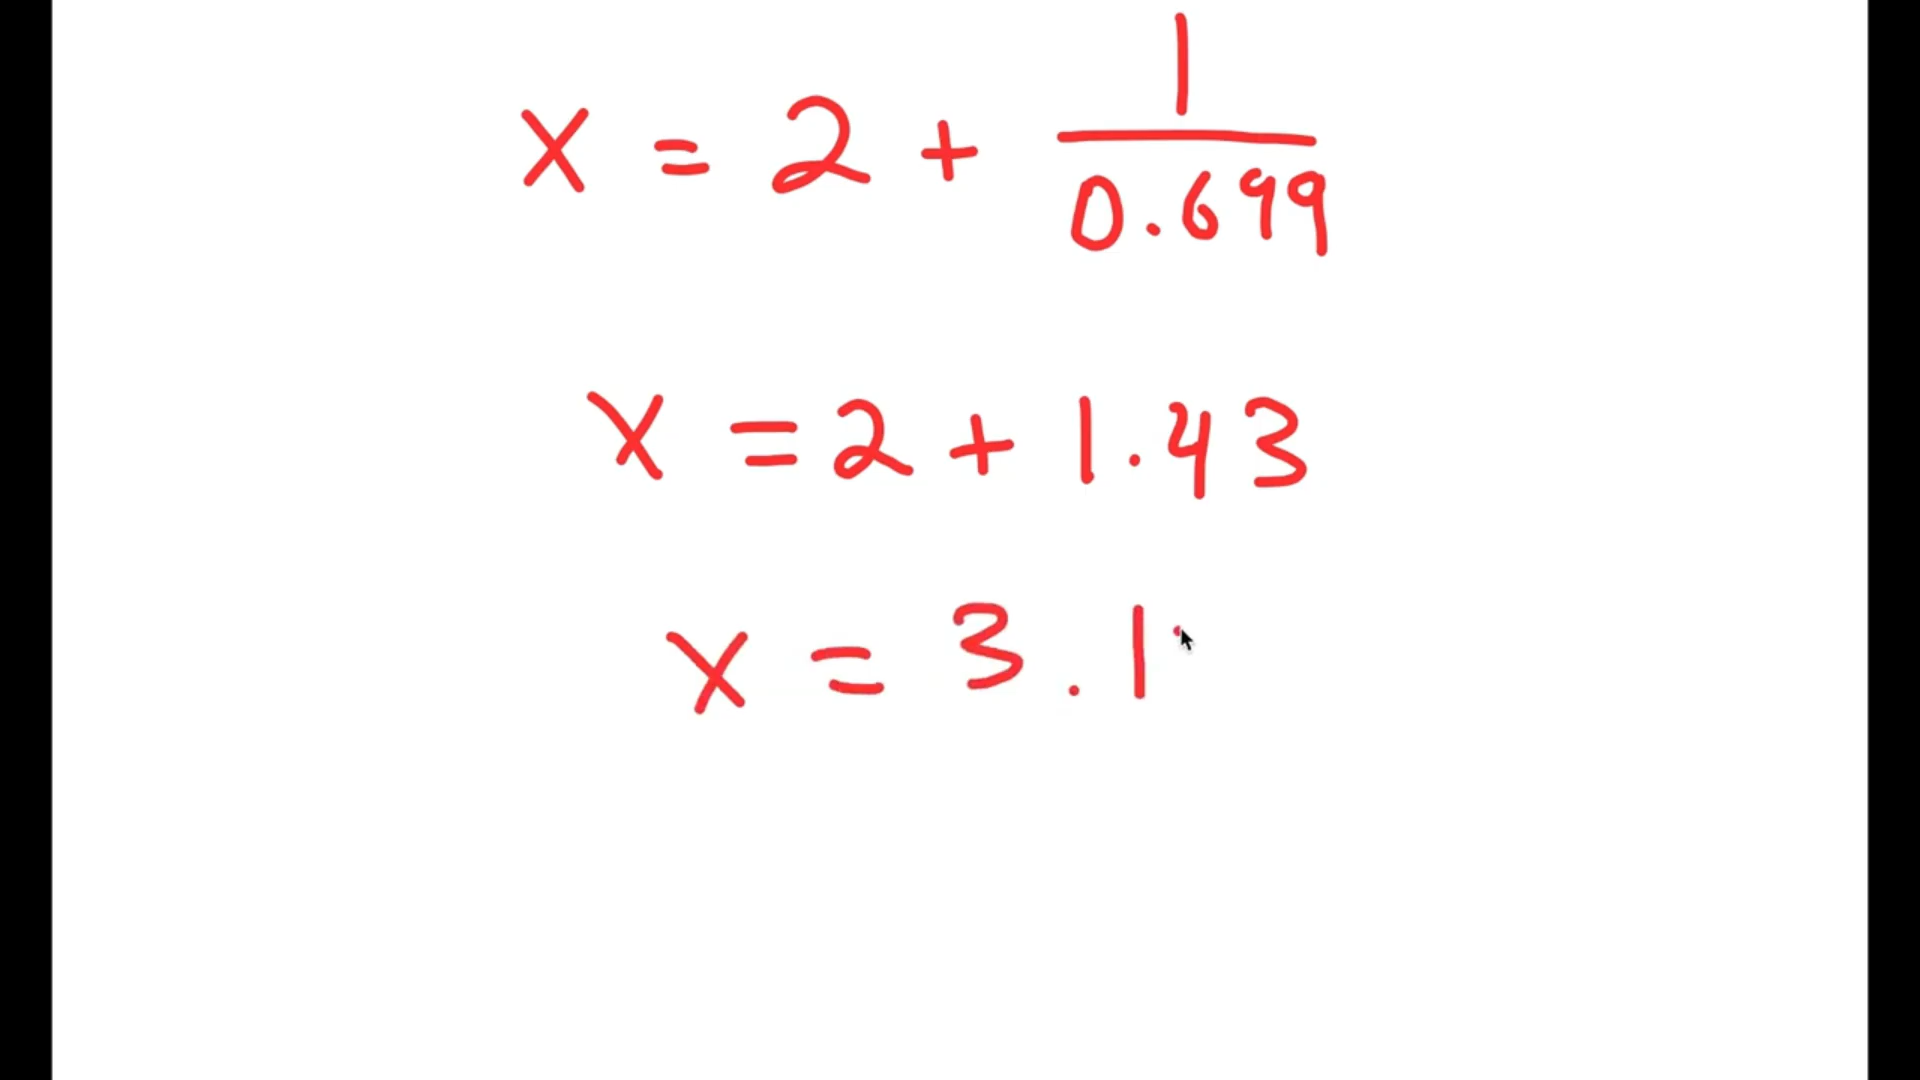 x = 2 + 1/0.699
x = 2 + 1.43
x = 3.1